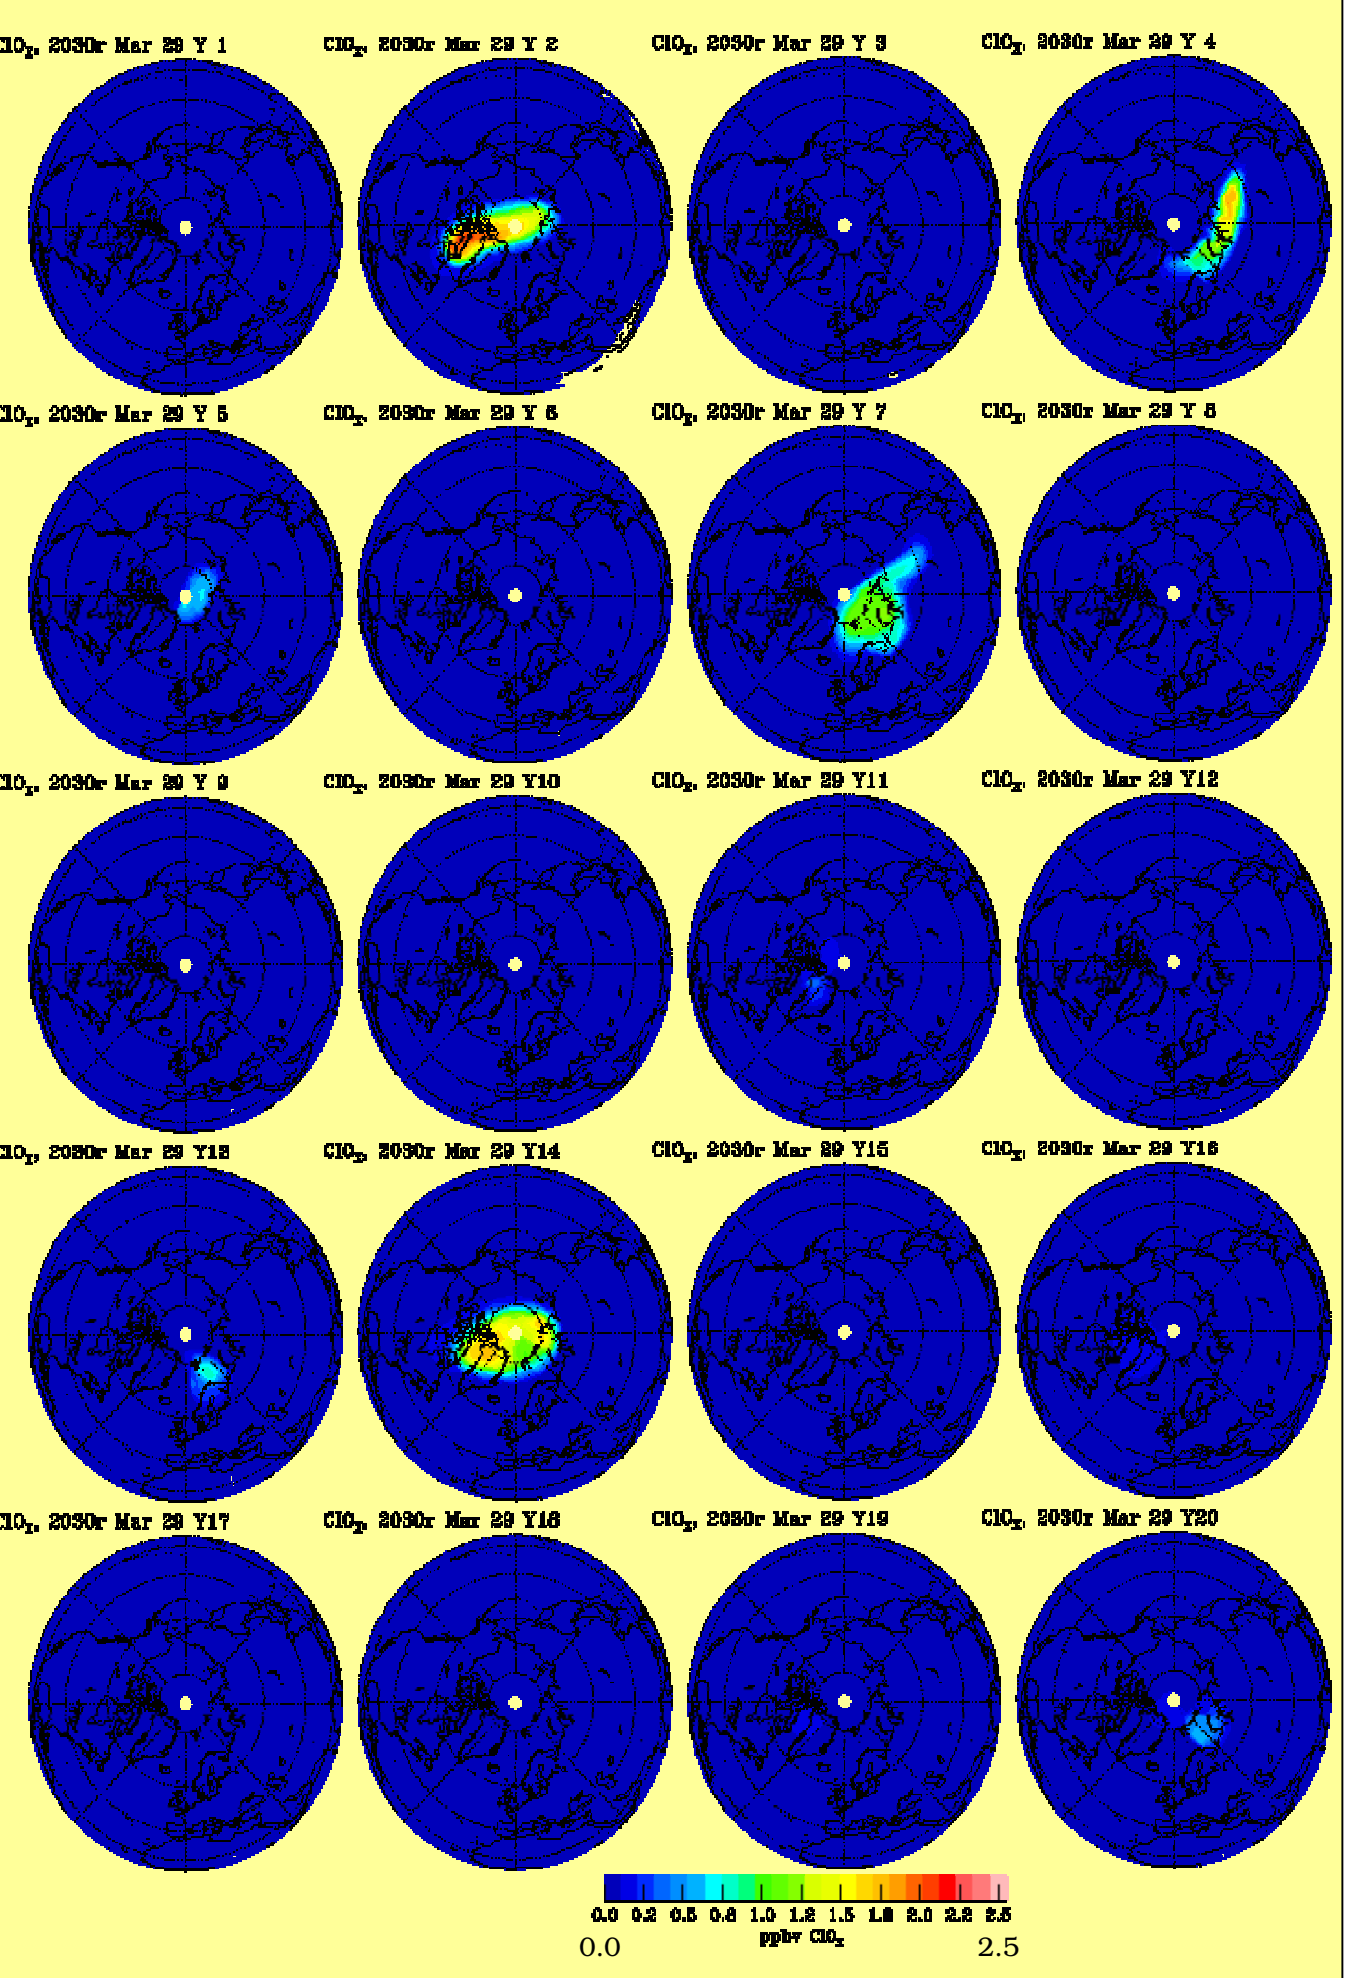 ClOx, 2030r Mar 29 Y 1
ClOx, 2030r Mar 29 Y 2
ClOx, 2030r Mar 29 Y 3
ClOx, 2030r Mar 29 Y 4
ClOx, 2030r Mar 29 Y 5
ClOx, 2030r Mar 29 Y 6
ClOx, 2030r Mar 29 Y 7
ClOx, 2030r Mar 29 Y 8
ClOx, 2030r Mar 29 Y 9
ClOx, 2030r Mar 29 Y10
ClOx, 2030r Mar 29 Y11
ClOx, 2030r Mar 29 Y12
ClOx, 2030r Mar 29 Y13
ClOx, 2030r Mar 29 Y14
ClOx, 2030r Mar 29 Y15
ClOx, 2030r Mar 29 Y16
ClOx, 2030r Mar 29 Y17
ClOx, 2030r Mar 29 Y18
ClOx, 2030r Mar 29 Y19
ClOx, 2030r Mar 29 Y20
0.0 0.2 0.5 0.8 1.0 1.2 1.5 1.8 2.0 2.2 2.5
ppbv ClOx
0.0 2.5